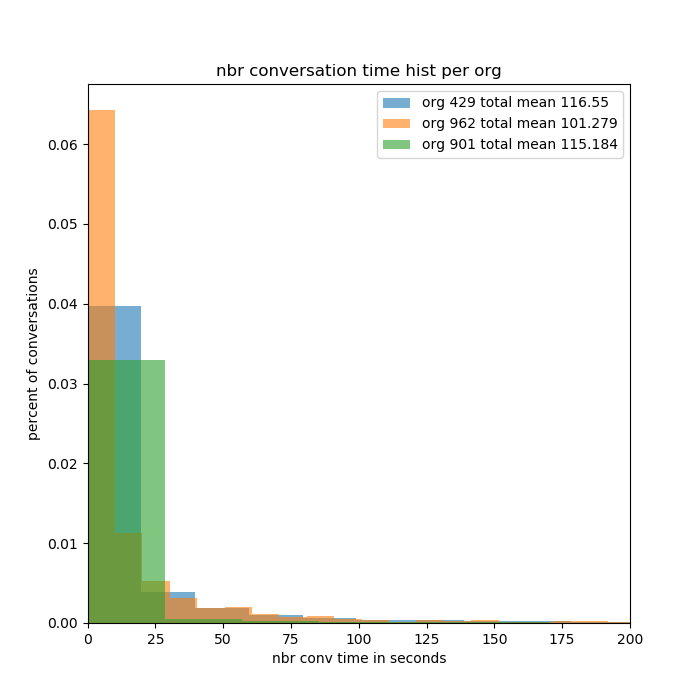 nbr conversation time hist per org
org 429 total mean 116.55
org 962 total mean 101.279
org 901 total mean 115.184
percent of conversations
0.06
0.05
0.04
0.03
0.02
0.01
0.00
0 25 50 75 100 125 150 175 200
nbr conv time in seconds